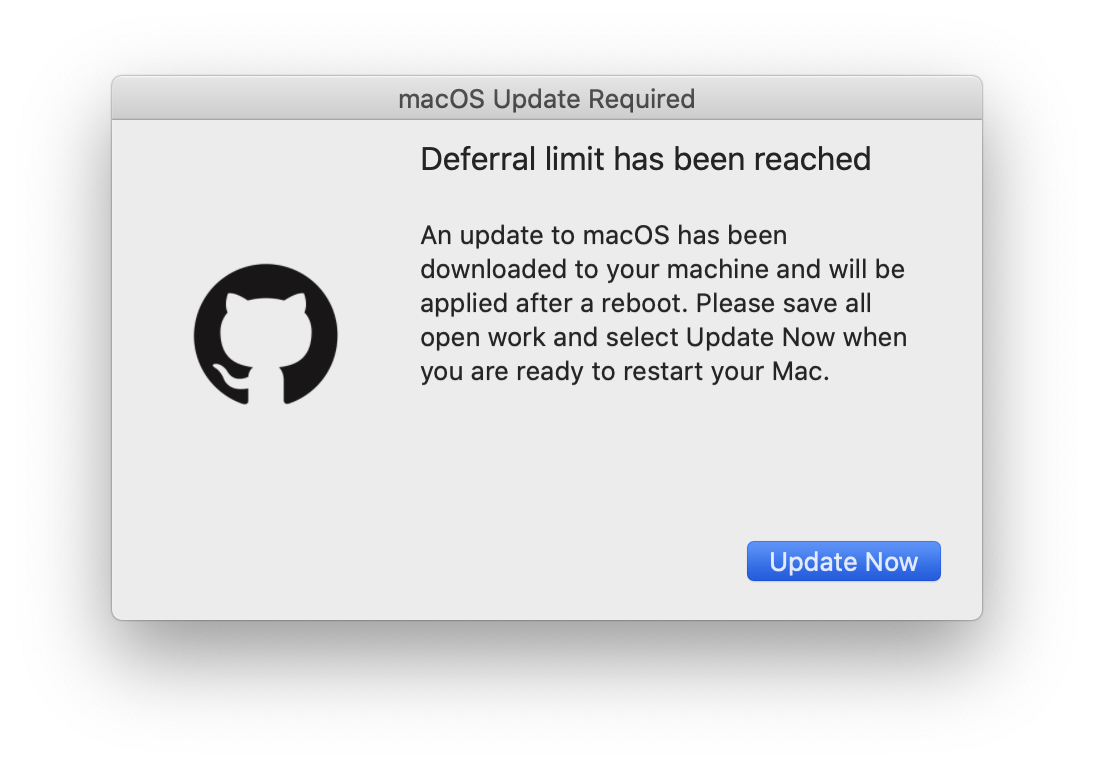 macOS Update Required
Deferral limit has been reached
An update to macOS has been
downloaded to your machine and will be
applied after a reboot. Please save all
open work and select Update Now when
you are ready to restart your Mac.
Update Now